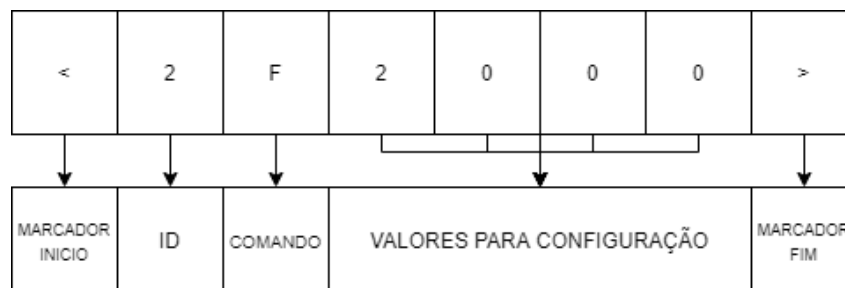 < 2 F 2 0 0 0 >
MARCADOR INICIO ID COMANDO VALORES PARA CONFIGURAÇÃO MARCADOR FIM